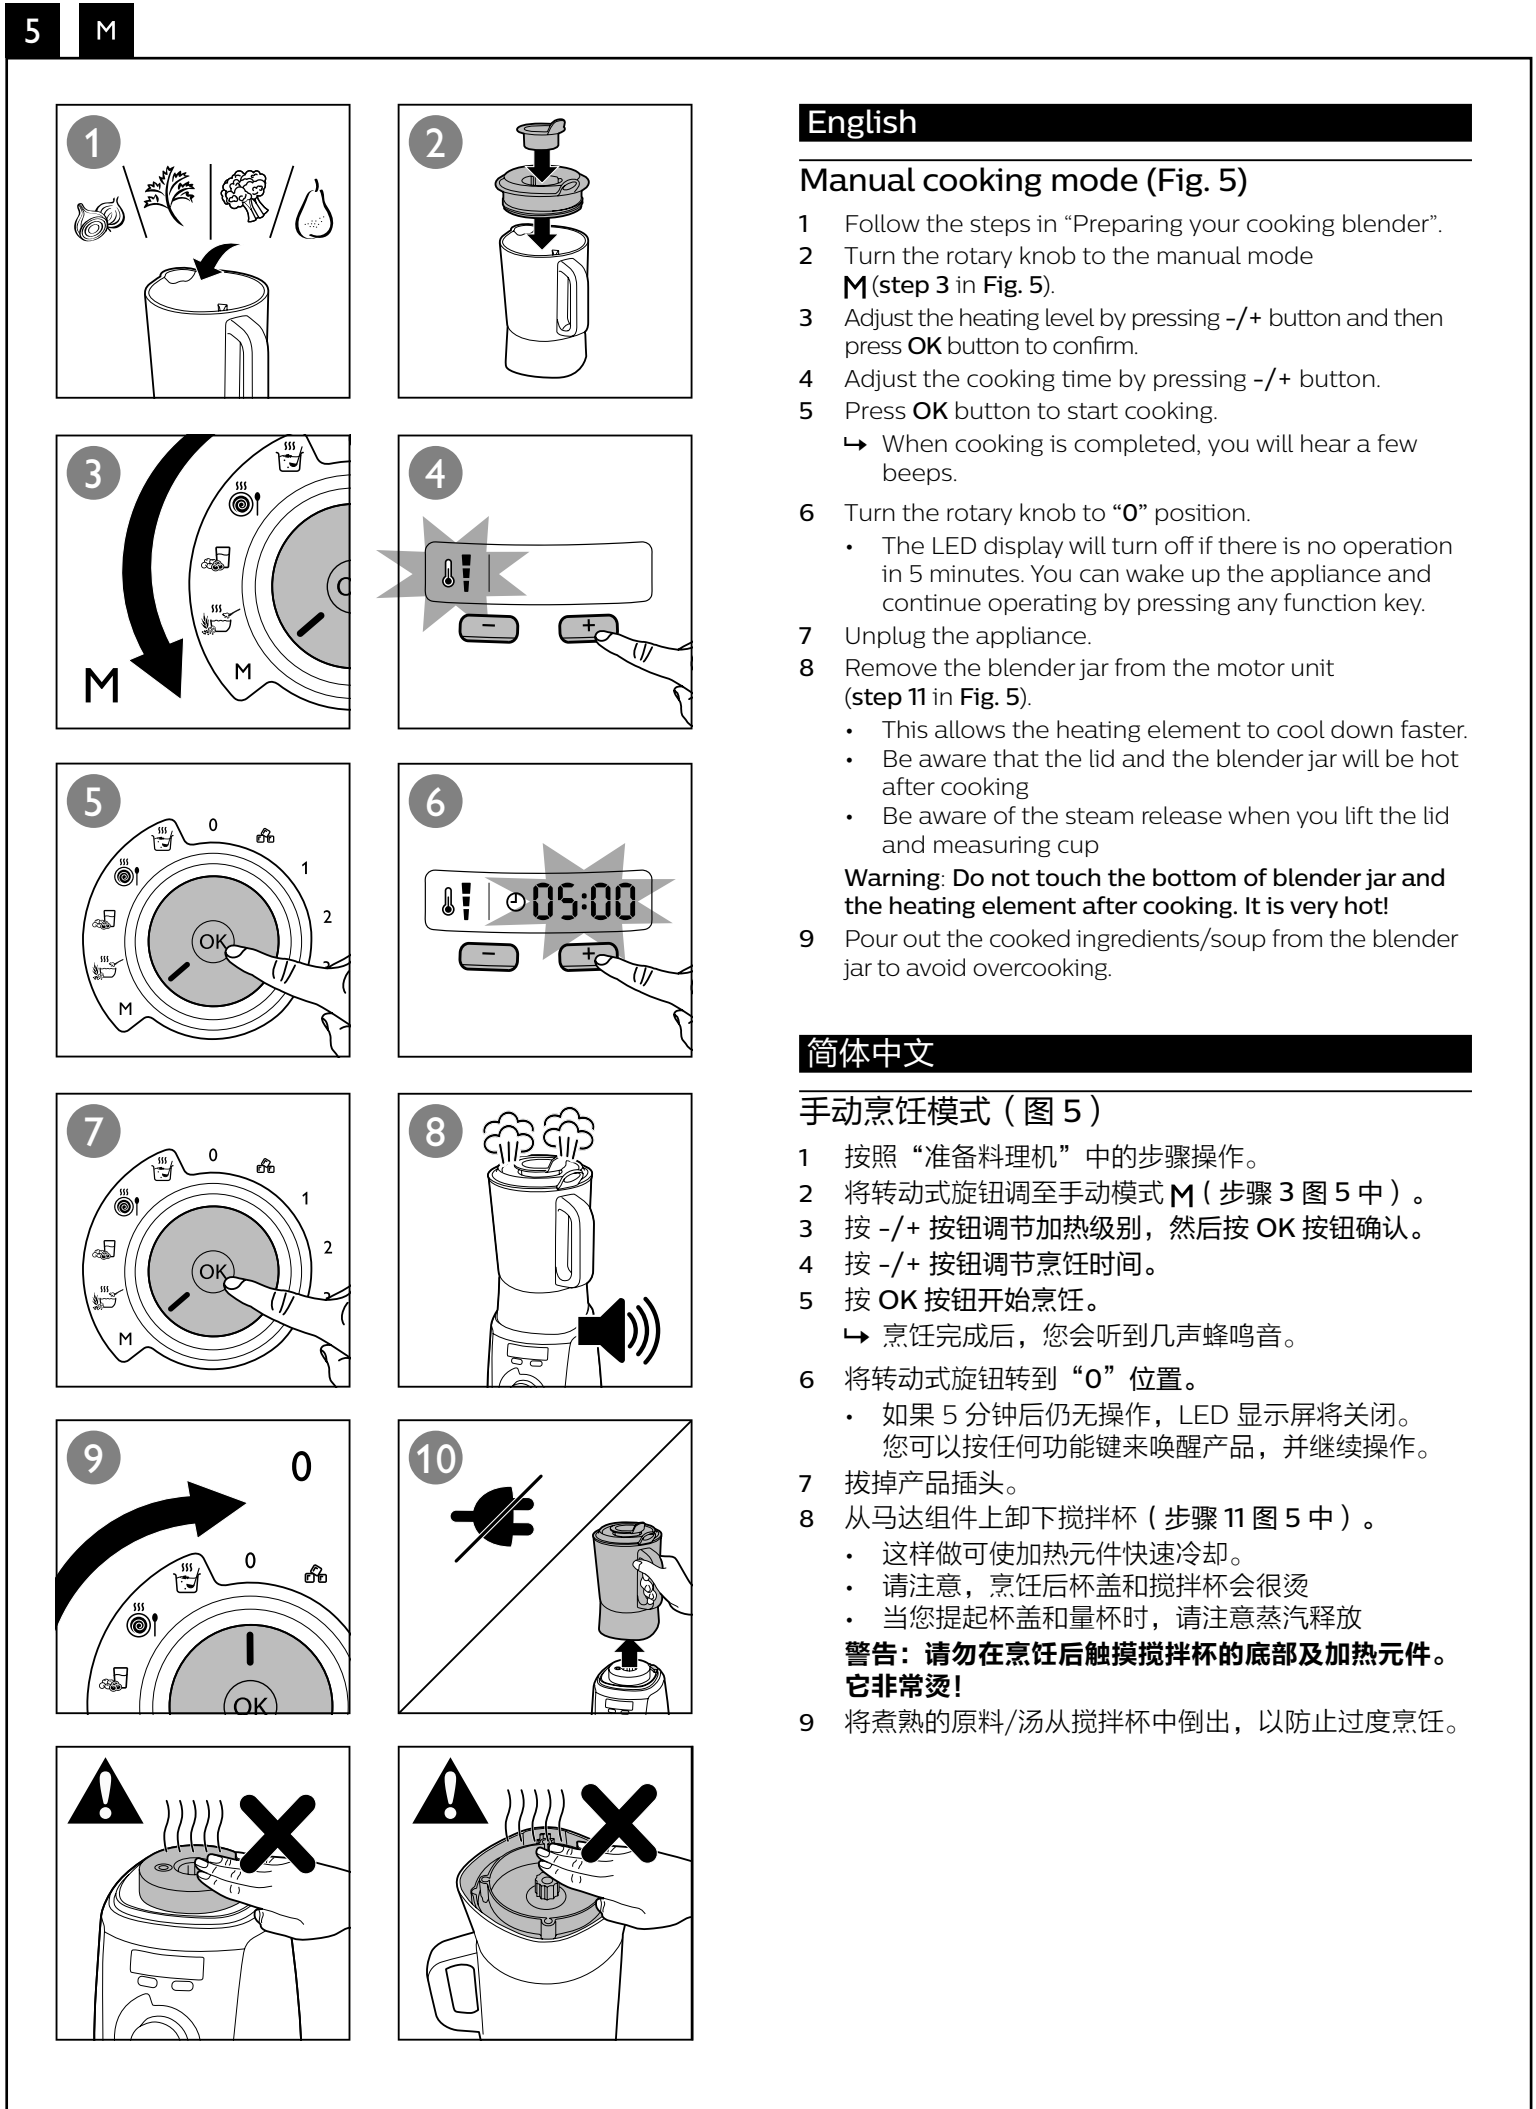 5 M
1
2
3
M
M
4
- +
5
0
1
2
OK
M
6
05:00
- +
7
0
1
2
OK
M
8
9
0
0
OK
10
English
Manual cooking mode (Fig. 5)
1 Follow the steps in “Preparing your cooking blender”.
2 Turn the rotary knob to the manual mode
M (step 3 in Fig. 5).
3 Adjust the heating level by pressing -/+ button and then
press OK button to confirm.
4 Adjust the cooking time by pressing -/+ button.
5 Press OK button to start cooking.
↳ When cooking is completed, you will hear a few
beeps.
6 Turn the rotary knob to “0” position.
• The LED display will turn off if there is no operation
in 5 minutes. You can wake up the appliance and
continue operating by pressing any function key.
7 Unplug the appliance.
8 Remove the blender jar from the motor unit
(step 11 in Fig. 5).
• This allows the heating element to cool down faster.
• Be aware that the lid and the blender jar will be hot
after cooking
• Be aware of the steam release when you lift the lid
and measuring cup
Warning: Do not touch the bottom of blender jar and
the heating element after cooking. It is very hot!
9 Pour out the cooked ingredients/soup from the blender
jar to avoid overcooking.
简体中文
手动烹饪模式（图 5）
1 按照“准备料理机”中的步骤操作。
2 将转动式旋钮调至手动模式 M（步骤 3 图 5 中）。
3 按 -/+ 按钮调节加热级别，然后按 OK 按钮确认。
4 按 -/+ 按钮调节烹饪时间。
5 按 OK 按钮开始烹饪。
↳ 烹饪完成后，您会听到几声蜂鸣音。
6 将转动式旋钮转到“0”位置。
• 如果 5 分钟后仍无操作，LED 显示屏将关闭。
您可以按任何功能键来唤醒产品，并继续操作。
7 拔掉产品插头。
8 从马达组件上卸下搅拌杯（步骤 11 图 5 中）。
• 这样做可使加热元件快速冷却。
• 请注意，烹饪后杯盖和搅拌杯会很烫
• 当您提起杯盖和量杯时，请注意蒸汽释放
警告：请勿在烹饪后触摸搅拌杯的底部及加热元件。
它非常烫！
9 将煮熟的原料/汤从搅拌杯中倒出，以防止过度烹饪。